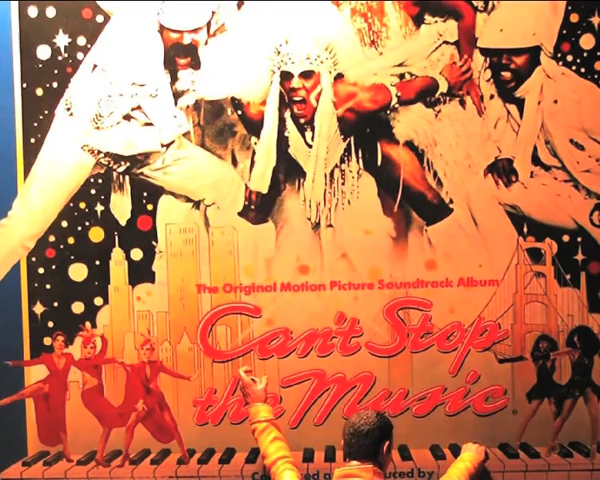 The Original Motion Picture Soundtrack Album
Can't Stop
the Music